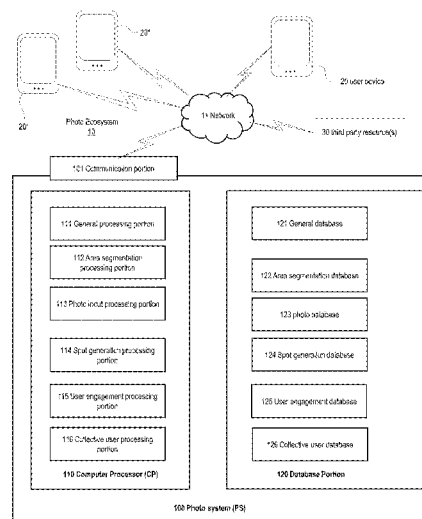 20"
20'
20 user device
Photo Ecosystem
10
11 Network
30 third party resource(s)
101 Communication portion
111 General processing portion
112 Area segmentation
processing portion
113 Photo input processing portion
114 Spot generation processing
portion
115 User engagement processing
portion
116 Collective user processing
portion
110 Computer Processor (CP)
121 General database
122 Area segmentation database
123 photo database
124 Spot generation database
125 User engagement database
126 Collective user database
120 Database Portion
100 Photo system (PS)